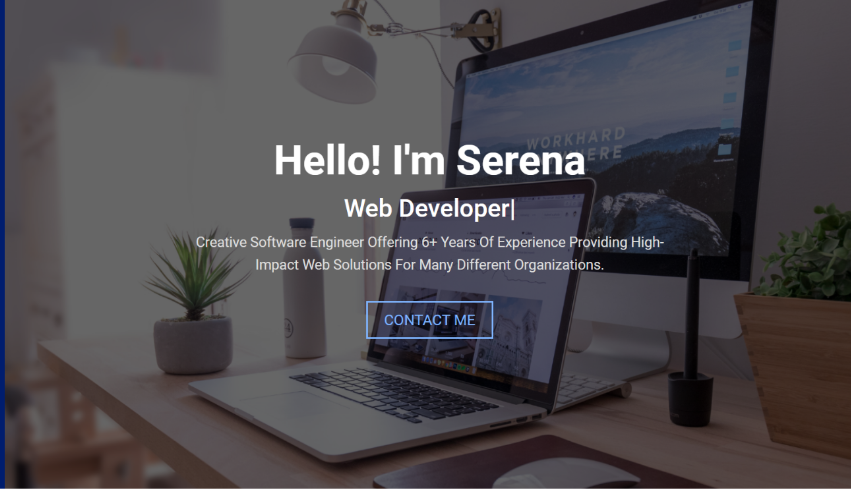 WORKHARD
Hello! I'm Serena
Web Developer|
Creative Software Engineer Offering 6+ Years Of Experience Providing High-
Impact Web Solutions For Many Different Organizations.
CONTACT ME